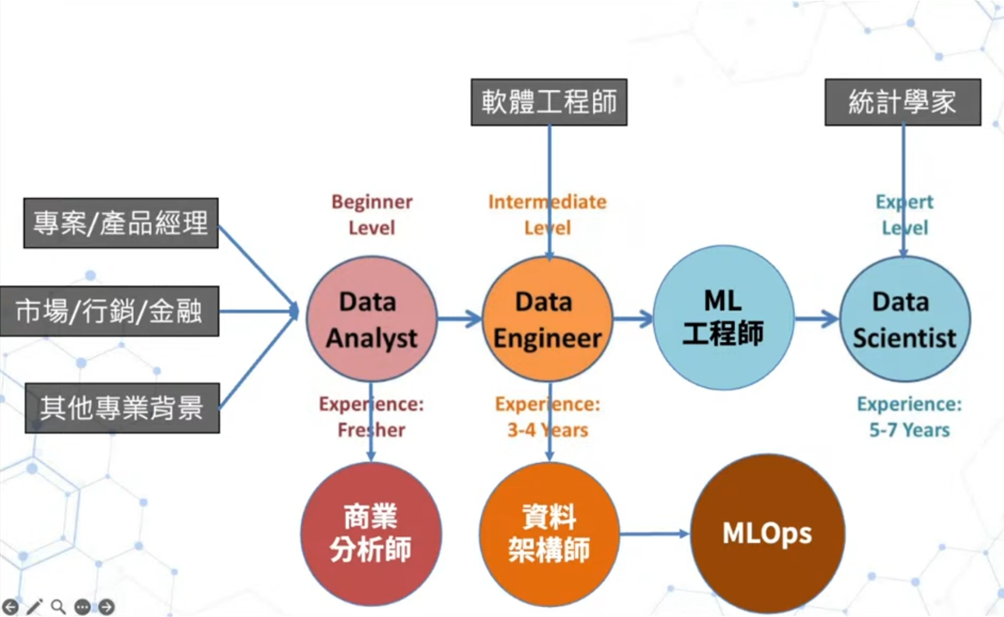 軟體工程師
統計學家
專案/產品經理
市場/行銷/金融
其他專業背景
Beginner
Level
Intermediate
Level
Expert
Level
Data
Analyst
Data
Engineer
ML
工程師
Data
Scientist
Experience:
Fresher
Experience:
3-4 Years
Experience:
5-7 Years
商業
分析師
資料
架構師
MLOps